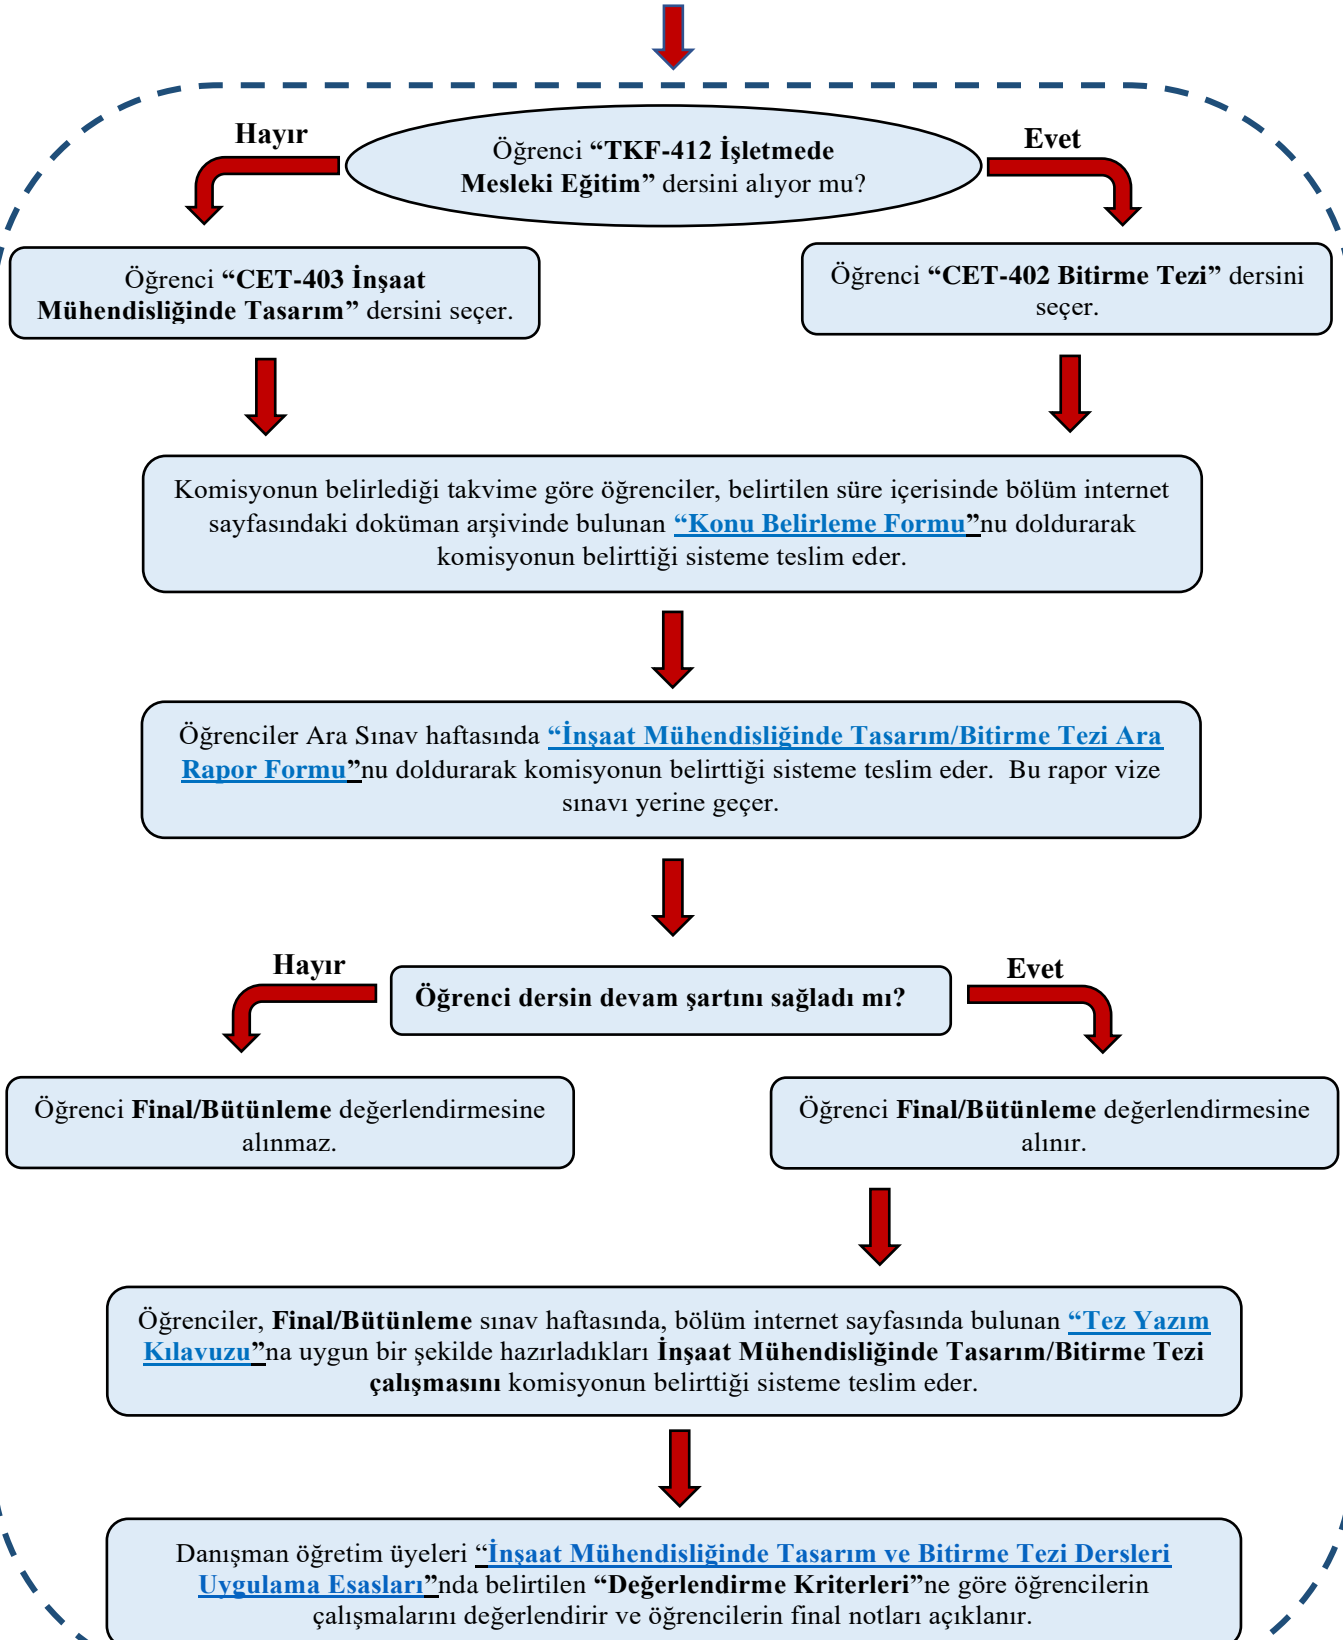 Hayır
Öğrenci “TKF-412 İşletmede
Mesleki Eğitim” dersini alıyor mu?
Evet
Öğrenci “CET-403 İnşaat
Mühendisliğinde Tasarım” dersini seçer.
Öğrenci “CET-402 Bitirme Tezi” dersini
seçer.
Komisyonun belirlediği takvime göre öğrenciler, belirtilen süre içerisinde bölüm internet
sayfasındaki doküman arşivinde bulunan “Konu Belirleme Formu”nu doldurarak
komisyonun belirttiği sisteme teslim eder.
Öğrenciler Ara Sınav haftasında “İnşaat Mühendisliğinde Tasarım/Bitirme Tezi Ara
Rapor Formu”nu doldurarak komisyonun belirttiği sisteme teslim eder.  Bu rapor vize
sınavı yerine geçer.
Hayır
Öğrenci dersin devam şartını sağladı mı?
Evet
Öğrenci Final/Bütünleme değerlendirmesine
alınmaz.
Öğrenci Final/Bütünleme değerlendirmesine
alınır.
Öğrenciler, Final/Bütünleme sınav haftasında, bölüm internet sayfasında bulunan “Tez Yazım
Kılavuzu”na uygun bir şekilde hazırladıkları İnşaat Mühendisliğinde Tasarım/Bitirme Tezi
çalışmasını komisyonun belirttiği sisteme teslim eder.
Danışman öğretim üyeleri “İnşaat Mühendisliğinde Tasarım ve Bitirme Tezi Dersleri
Uygulama Esasları”nda belirtilen “Değerlendirme Kriterleri”ne göre öğrencilerin
çalışmalarını değerlendirir ve öğrencilerin final notları açıklanır.